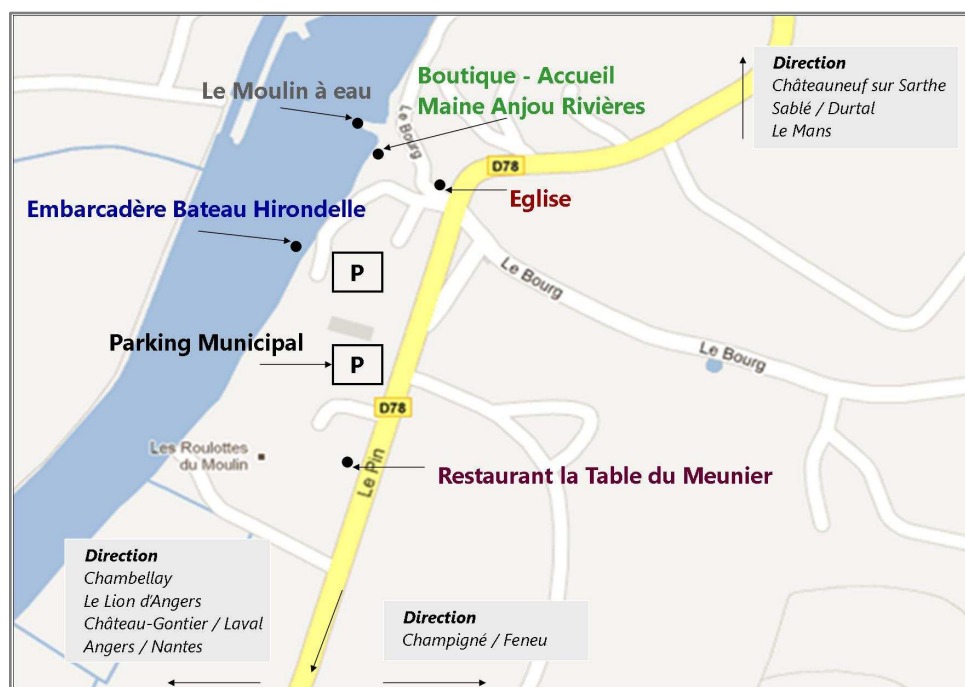 Direction
Châteauneuf sur Sarthe
Sablé / Durtal
Le Mans
Boutique - Accueil
Maine Anjou Rivières
Le Moulin à eau
Le Bourg
D78
Eglise
Embarcadère Bateau Hirondelle
P
Le Bourg
Parking Municipal
P
Le Bourg
D78
Les Roulottes
du Moulin
Le Pin
Restaurant la Table du Meunier
Direction
Chambellay
Le Lion d'Angers
Château-Gontier / Laval
Angers / Nantes
Direction
Champigné / Feneu